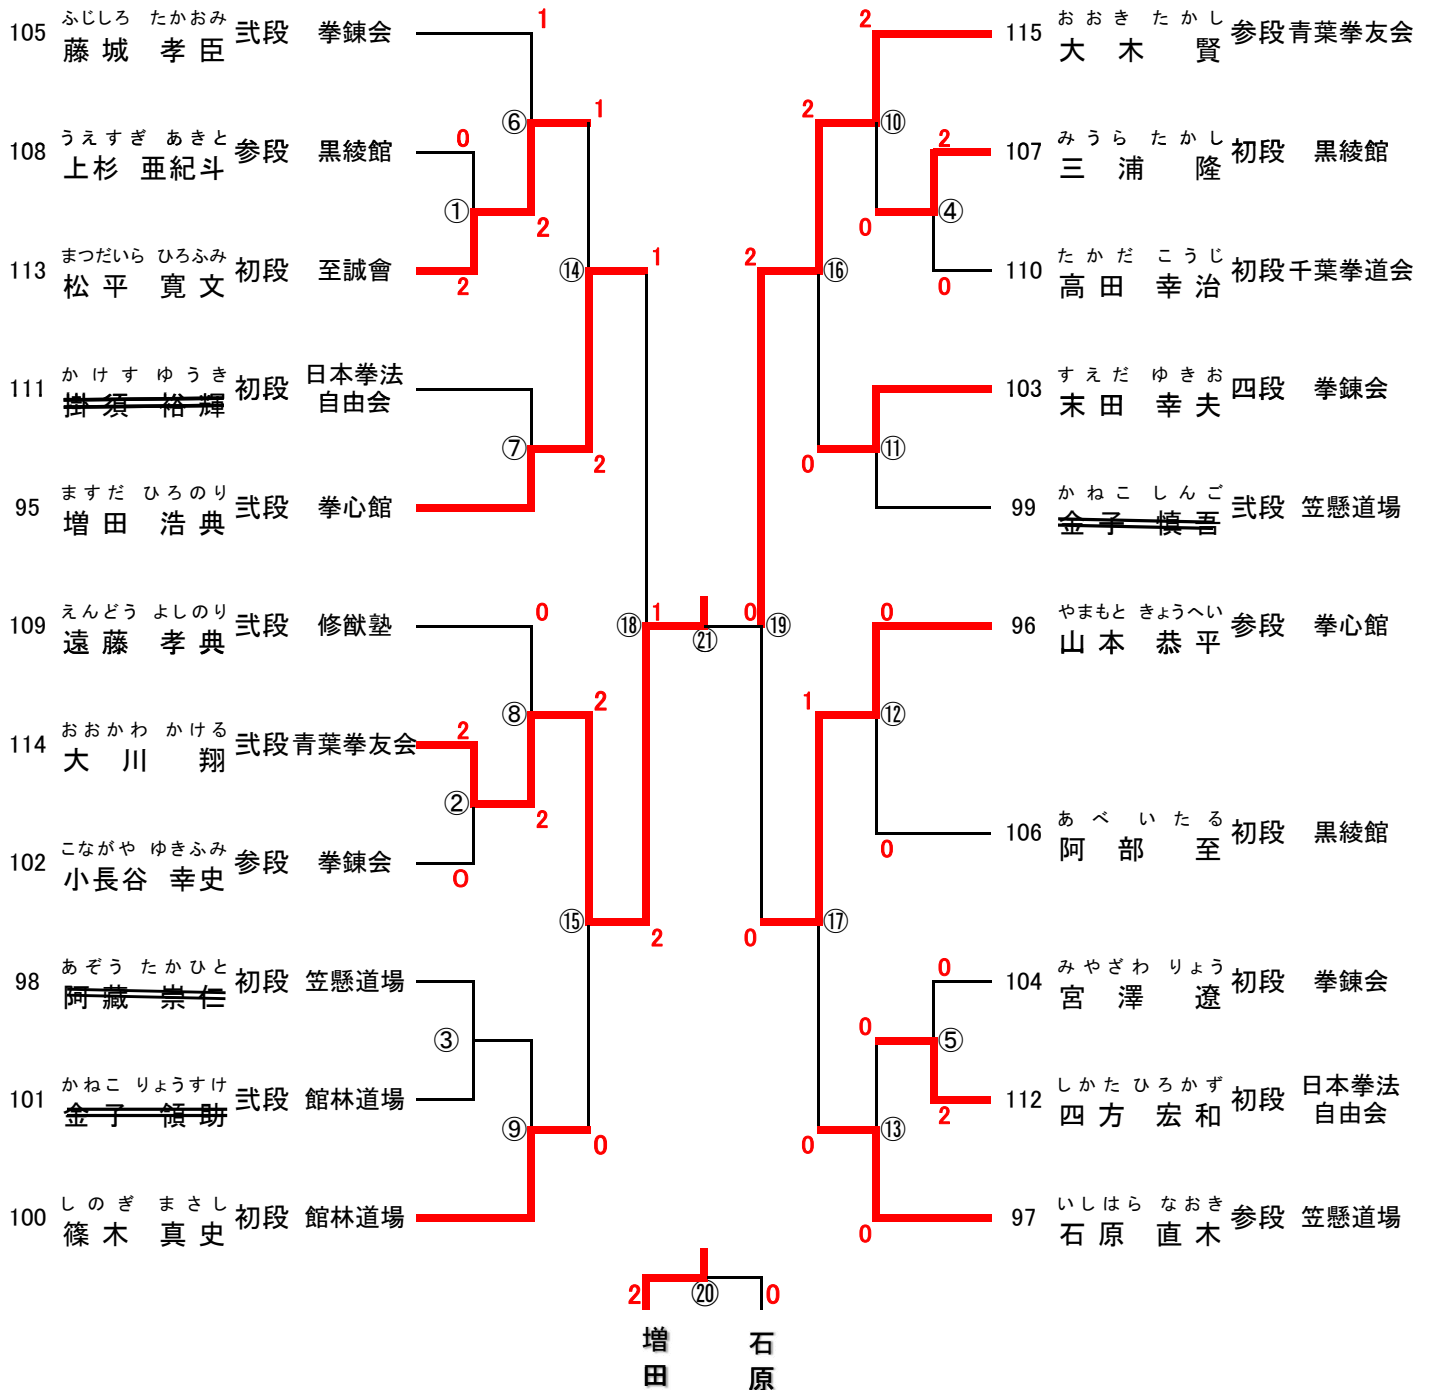 105 ふじしろ たかおみ 藤城 孝臣 弐段 拳錬会
108 うえすぎ あきと 上杉 亜紀斗 参段 黒綾館
113 まつだいら ひろふみ 松平 寛文 初段 至誠會
111 かけす ゆうき 掛須 裕輝 初段 日本拳法自由会
95 ますだ ひろのり 増田 浩典 弐段 拳心館
109 えんどう よしのり 遠藤 孝典 弐段 修猷塾
114 おおかわ かける 大川 翔 弐段 青葉拳友会
102 こながや ゆきふみ 小長谷 幸史 参段 拳錬会
98 あぞう たかひと 阿藏 崇仁 初段 笠懸道場
101 かねこ りょうすけ 金子 領助 弐段 館林道場
100 しのぎ まさし 篠木 真史 初段 館林道場
1
⑥ 1
0
① 2
2
⑭ 1
⑦ 2
0
⑧ 2
2
② 2
0
⑮ 2
③
⑨ 0
⑱ 1
㉑
0 ⑲
2
2 ⑩
2
0 ④
0
2 ⑯
0 ⑪
0
1 ⑫
0
0 ⑰
0
0 ⑤
2
0 ⑬
0
115 おおき たかし 大木 賢 参段 青葉拳友会
107 みうら たかし 三浦 隆 初段 黒綾館
110 たかだ こうじ 高田 幸治 初段 千葉拳道会
103 すえだ ゆきお 末田 幸夫 四段 拳錬会
99 かねこ しんご 金子 慎吾 弐段 笠懸道場
96 やまもと きょうへい 山本 恭平 参段 拳心館
106 あべ いたる 阿部 至 初段 黒綾館
104 みやざわ りょう 宮澤 遼 初段 拳錬会
112 しかた ひろかず 四方 宏和 初段 日本拳法自由会
97 いしはら なおき 石原 直木 参段 笠懸道場
2 ⑳ 0
増田
石原